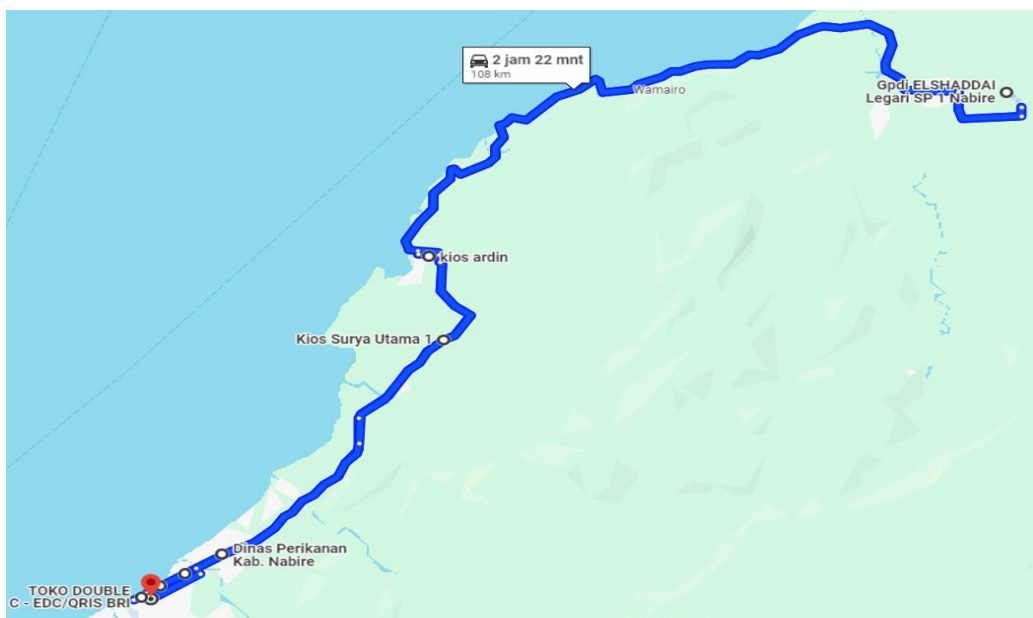 2 jam 22 mnt
108 km
Wamairo
Gpdi ELSHADDAI
Legari SP 1 Nabire
kios ardin
Kios Surya Utama 1
Dinas Perikanan
Kab. Nabire
TOKO DOUBLE
C - EDC/QRIS BRI